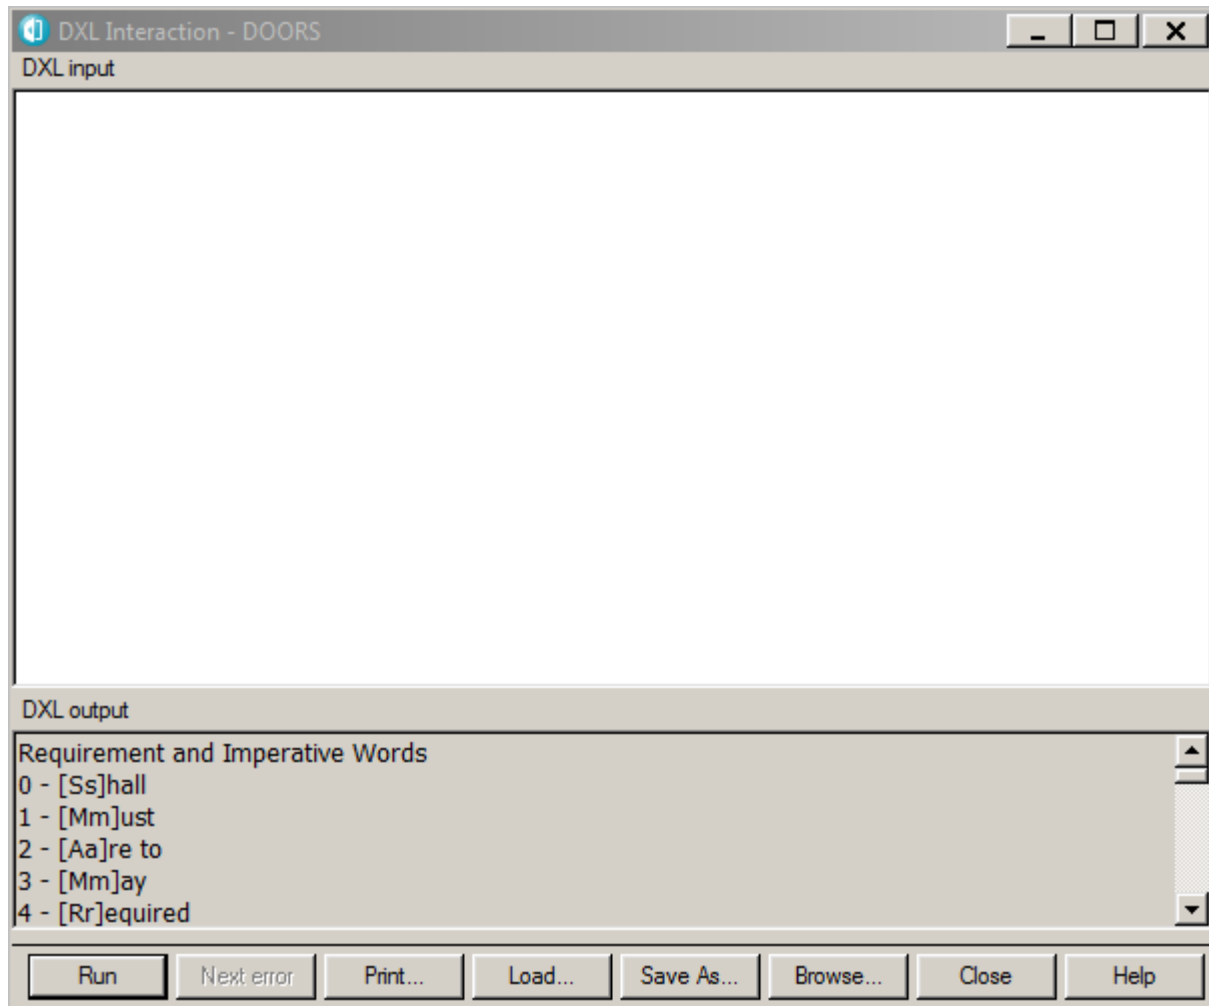 DXL Interaction - DOORS
DXL input
DXL output
Requirement and Imperative Words
0 - [Ss]hall
1 - [Mm]ust
2 - [Aa]re to
3 - [Mm]ay
4 - [Rr]equired
Run Next error Print... Load... Save As... Browse... Close Help